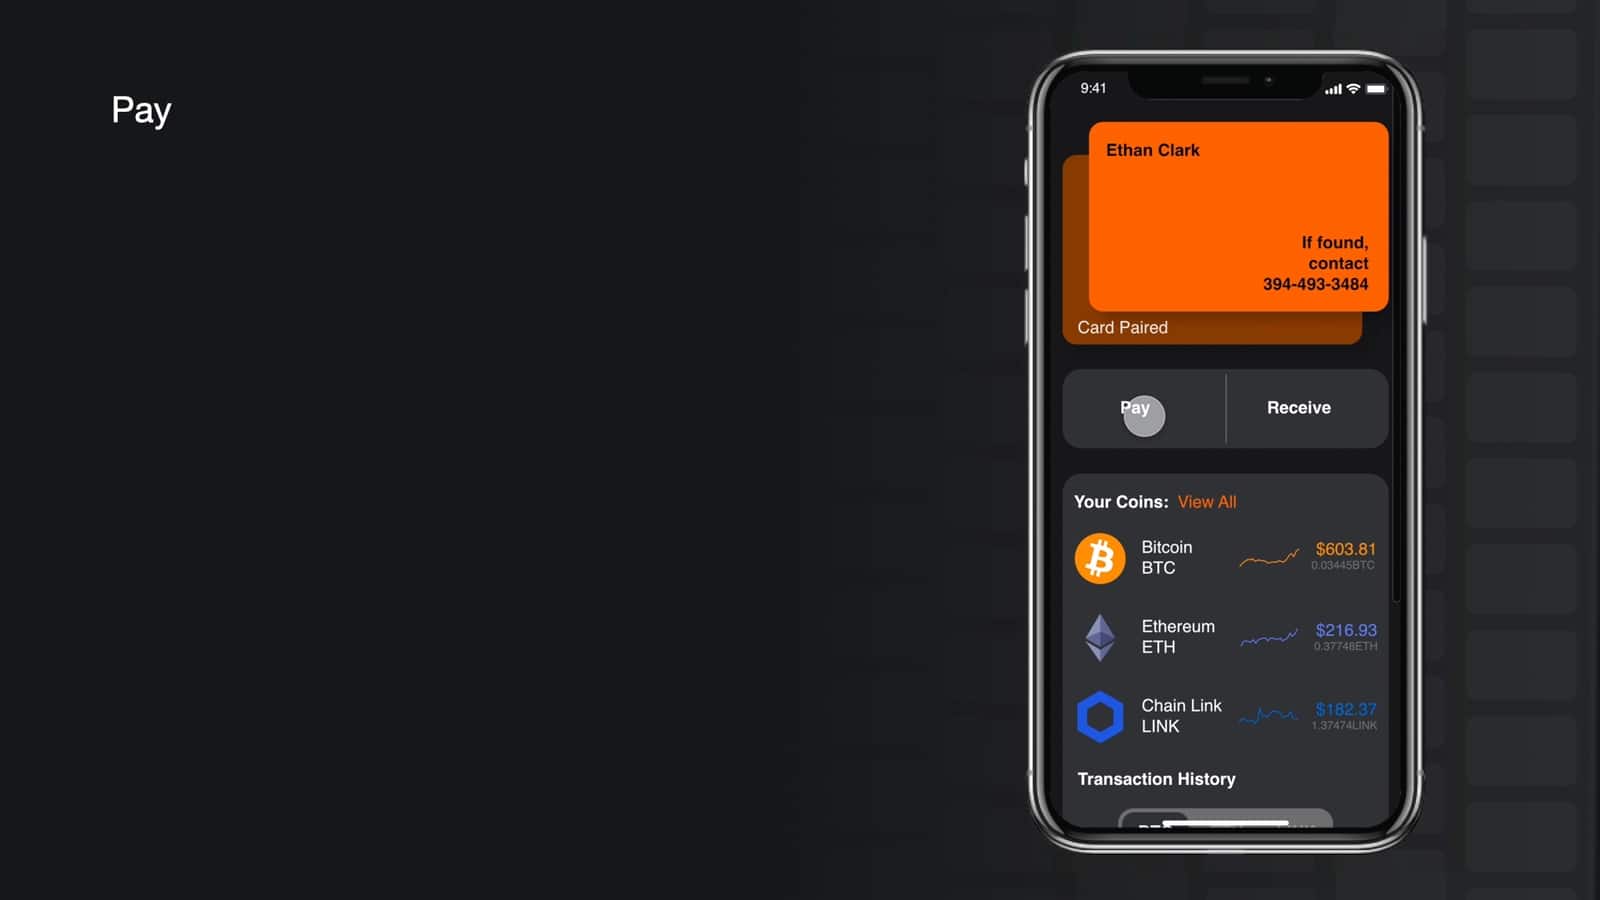 Pay
9:41
Ethan Clark
If found,
contact
394-493-3484
Card Paired
Pay
Receive
Your Coins: View All
Bitcoin
BTC
$603.81
0.03445BTC
Ethereum
ETH
$216.93
0.37748ETH
Chain Link
LINK
$182.37
1.37474LINK
Transaction History